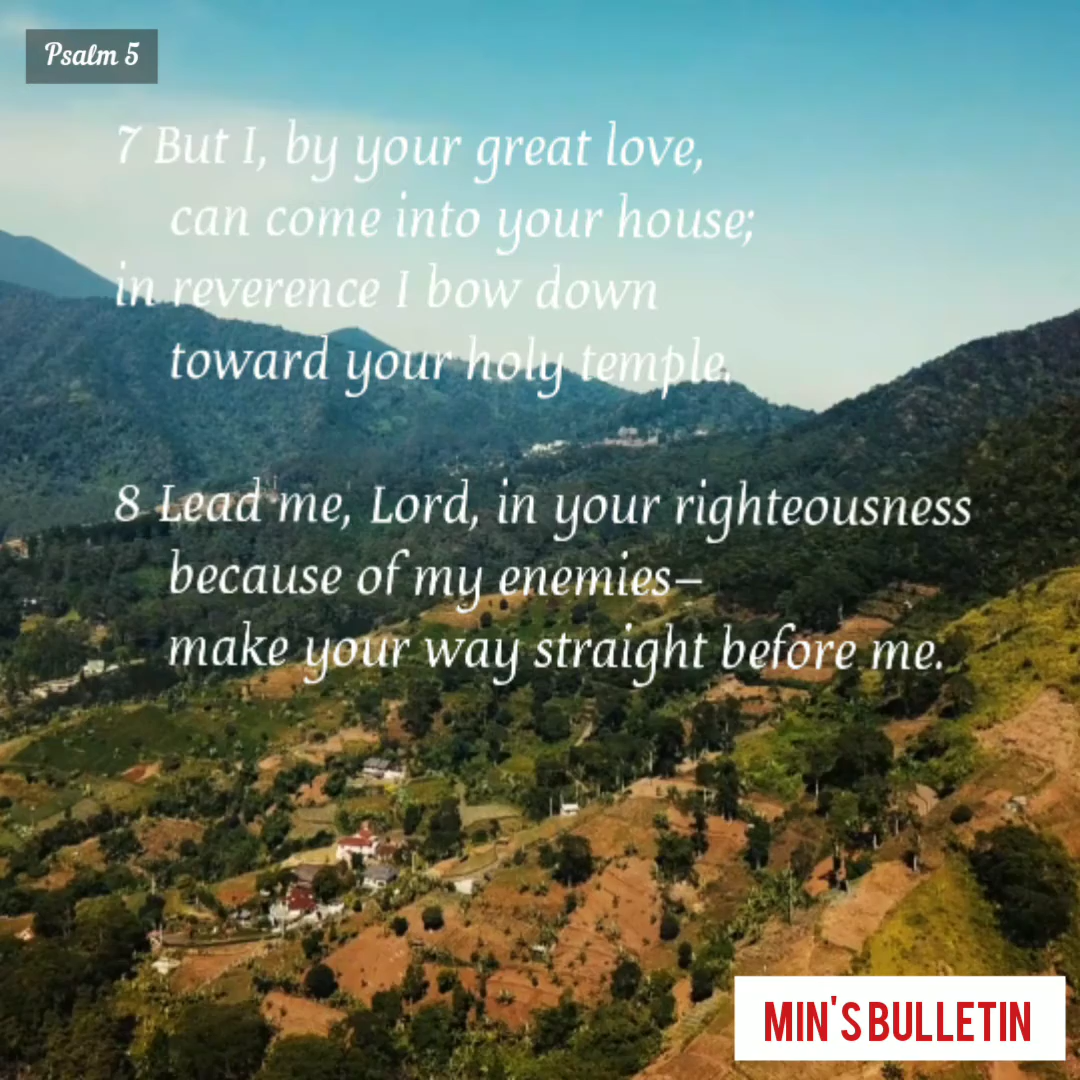 Psalm 5
7 But I, by your great love,
can come into your house;
in reverence I bow down
toward your holy temple.
8 Lead me, Lord, in your righteousness
because of my enemies—
make your way straight before me.
MIN'S BULLETIN